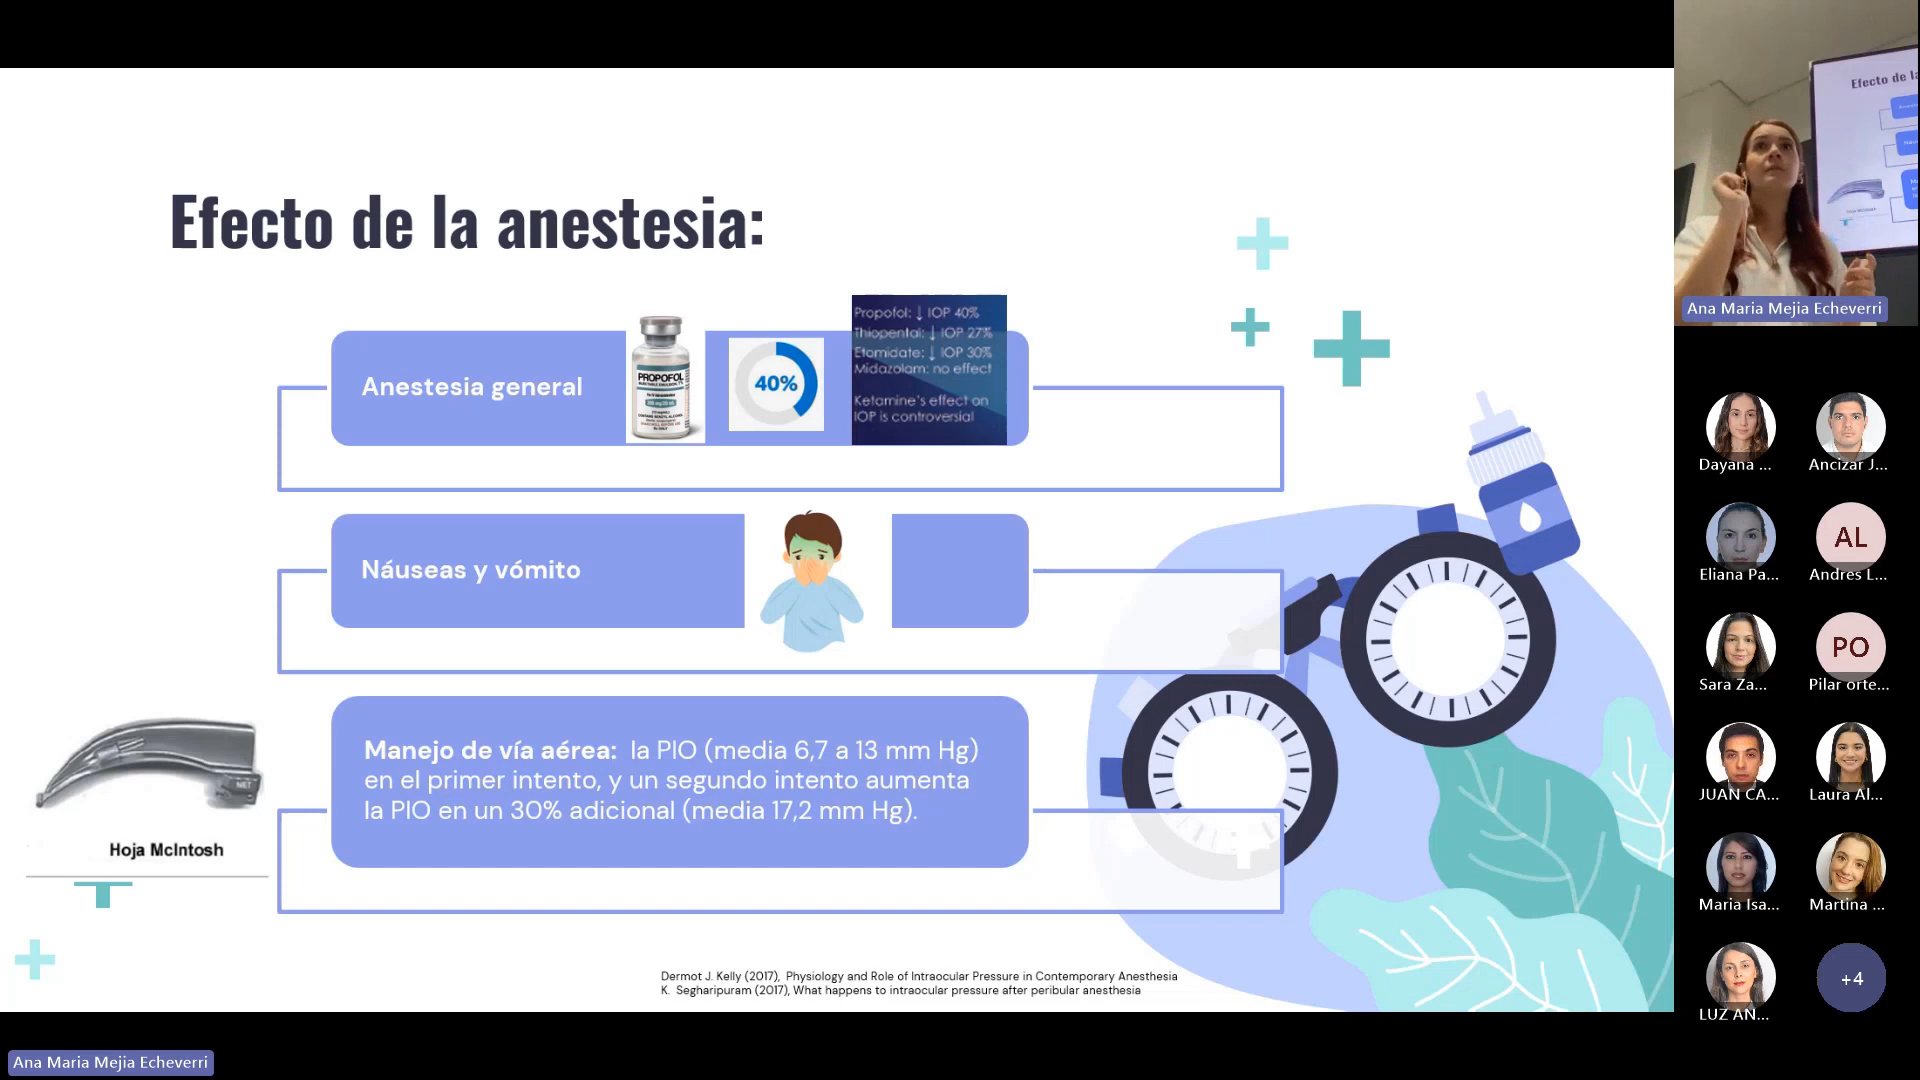 Efecto de la anestesia:
Anestesia general
PROPOFOL
40%
Propofol: ↓ IOP 40%
Thiopental: ↓ IOP 27%
Etomidate: ↓ IOP 30%
Midazolam: no effect
Ketamine's effect on
IOP is controversial
Náuseas y vómito
Manejo de vía aérea: la PIO (media 6,7 a 13 mm Hg)
en el primer intento, y un segundo intento aumenta
la PIO en un 30% adicional (media 17,2 mm Hg).
NET
Hoja McIntosh
Dermot J. Kelly (2017), Physiology and Role of Intraocular Pressure in Contemporary Anesthesia
K. Segharipuram (2017), What happens to intraocular pressure after peribular anesthesia
Ana Maria Mejia Echeverri
Efecto de la
Ana Maria Mejia Echeverri
Dayana ...
Ancizar J...
Eliana Pa...
AL
Andres L...
Sara Za...
PO
Pilar orte...
JUAN CA...
Laura Al...
Maria Isa...
Martina ...
LUZ AN...
+4